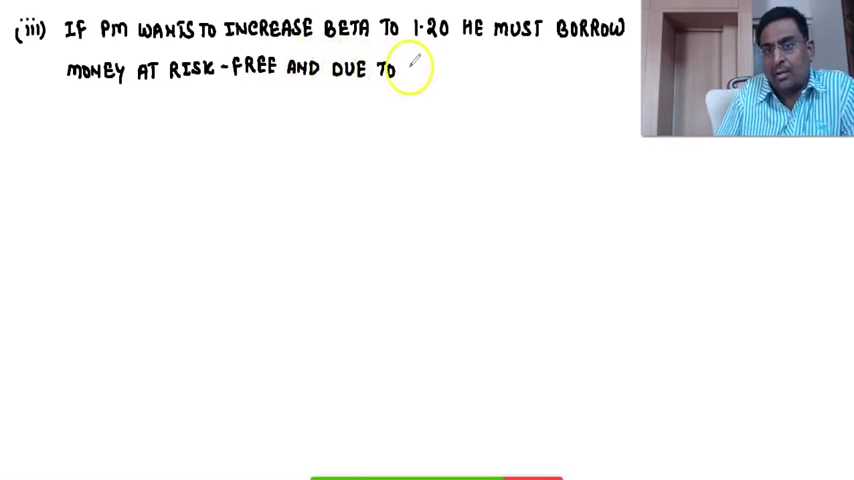 (iii) IF PM WANTS TO INCREASE BETA TO 1.20 HE MUST BORROW
MONEY AT RISK-FREE AND DUE TO